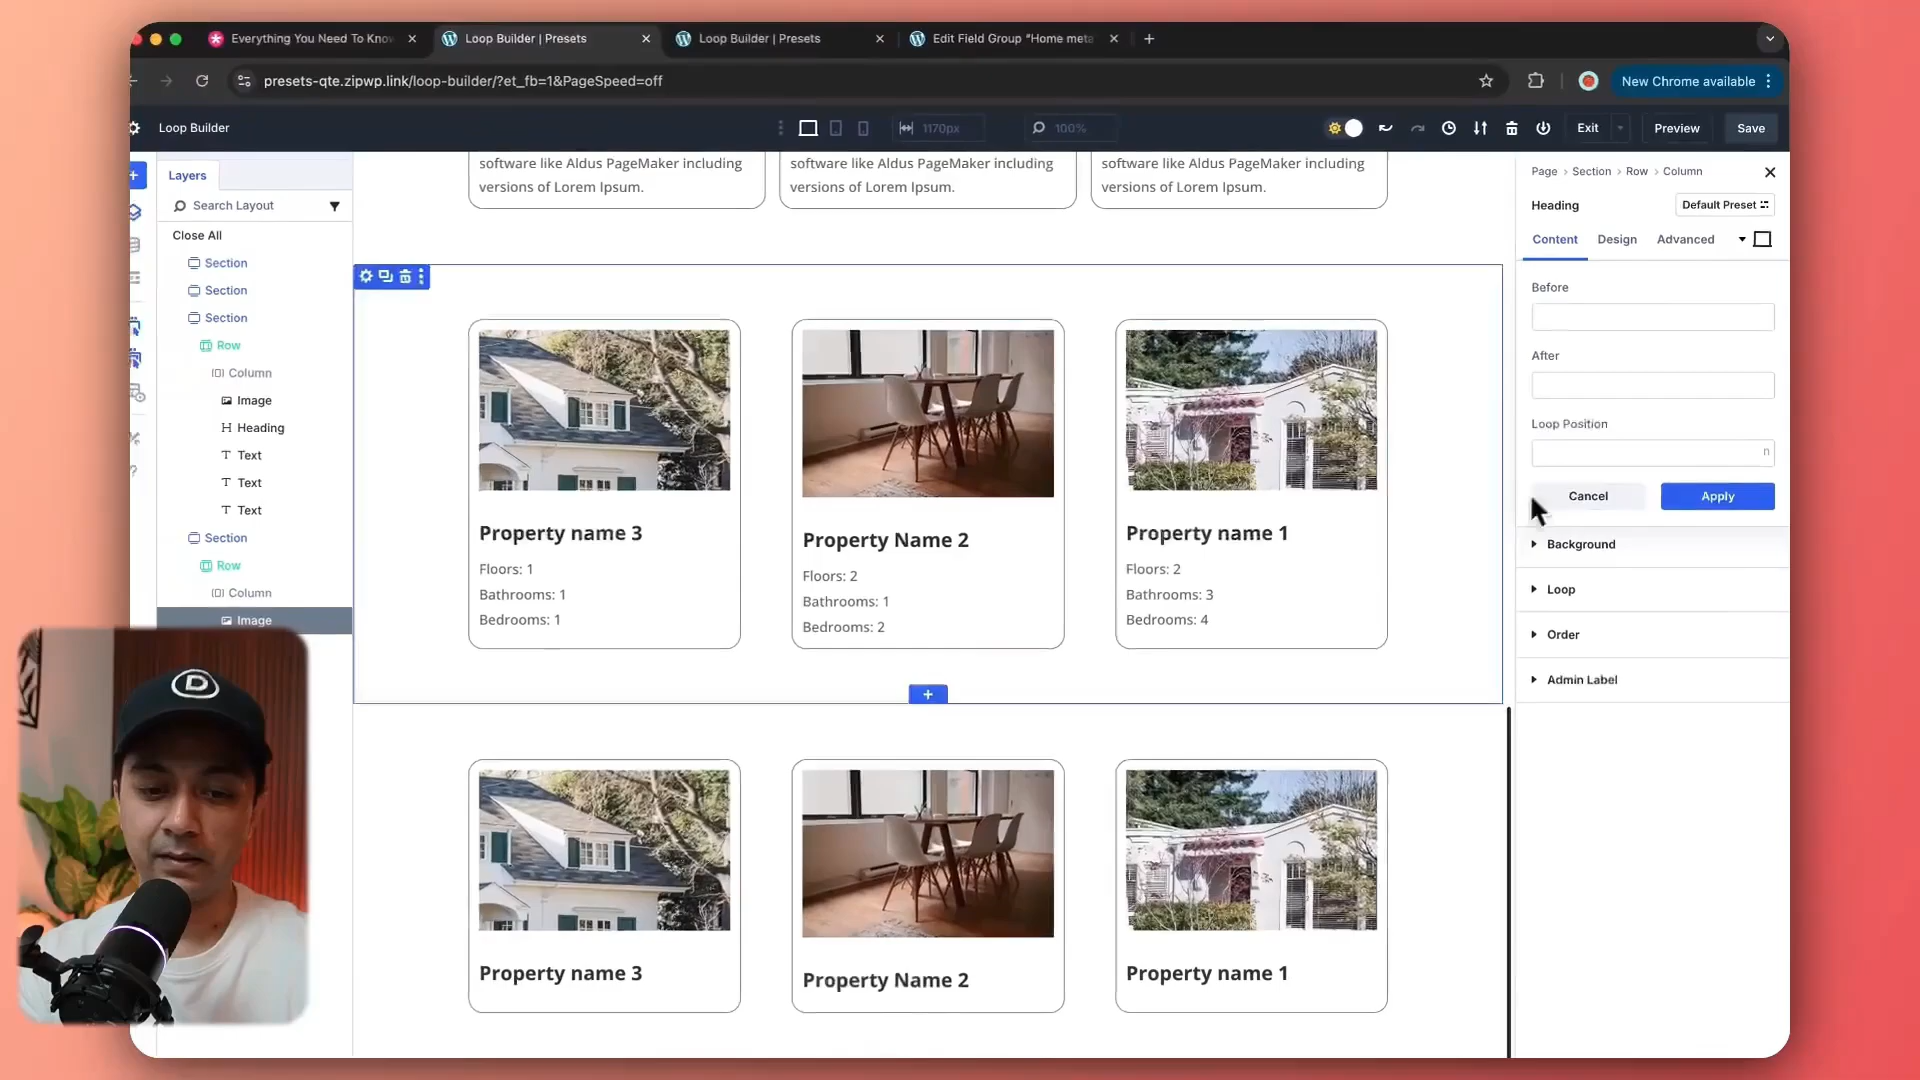 Everything You Need To Kno
Loop Builder | Presets
Loop Builder | Presets
Edit Field Group "Home meta
presets-qte.zipwp.link/loop-builder/?et_fb=1&PageSpeed=off
New Chrome available
Loop Builder
1170px
100%
Exit
Preview
Save
Layers
Search Layout
Close All
Section
Section
Section
Row
Column
Image
Heading
Text
Text
Text
Section
Row
Column
Image
software like Aldus PageMaker including
versions of Lorem Ipsum.
software like Aldus PageMaker including
versions of Lorem Ipsum.
software like Aldus PageMaker including
versions of Lorem Ipsum.
Property name 3
Floors: 1
Bathrooms: 1
Bedrooms: 1
Property Name 2
Floors: 2
Bathrooms: 1
Bedrooms: 2
Property name 1
Floors: 2
Bathrooms: 3
Bedrooms: 4
Property name 3
Property Name 2
Property name 1
Page > Section > Row > Column
Heading
Default Preset
Content
Design
Advanced
Before
After
Loop Position
n
Cancel
Apply
Background
Loop
Order
Admin Label
D